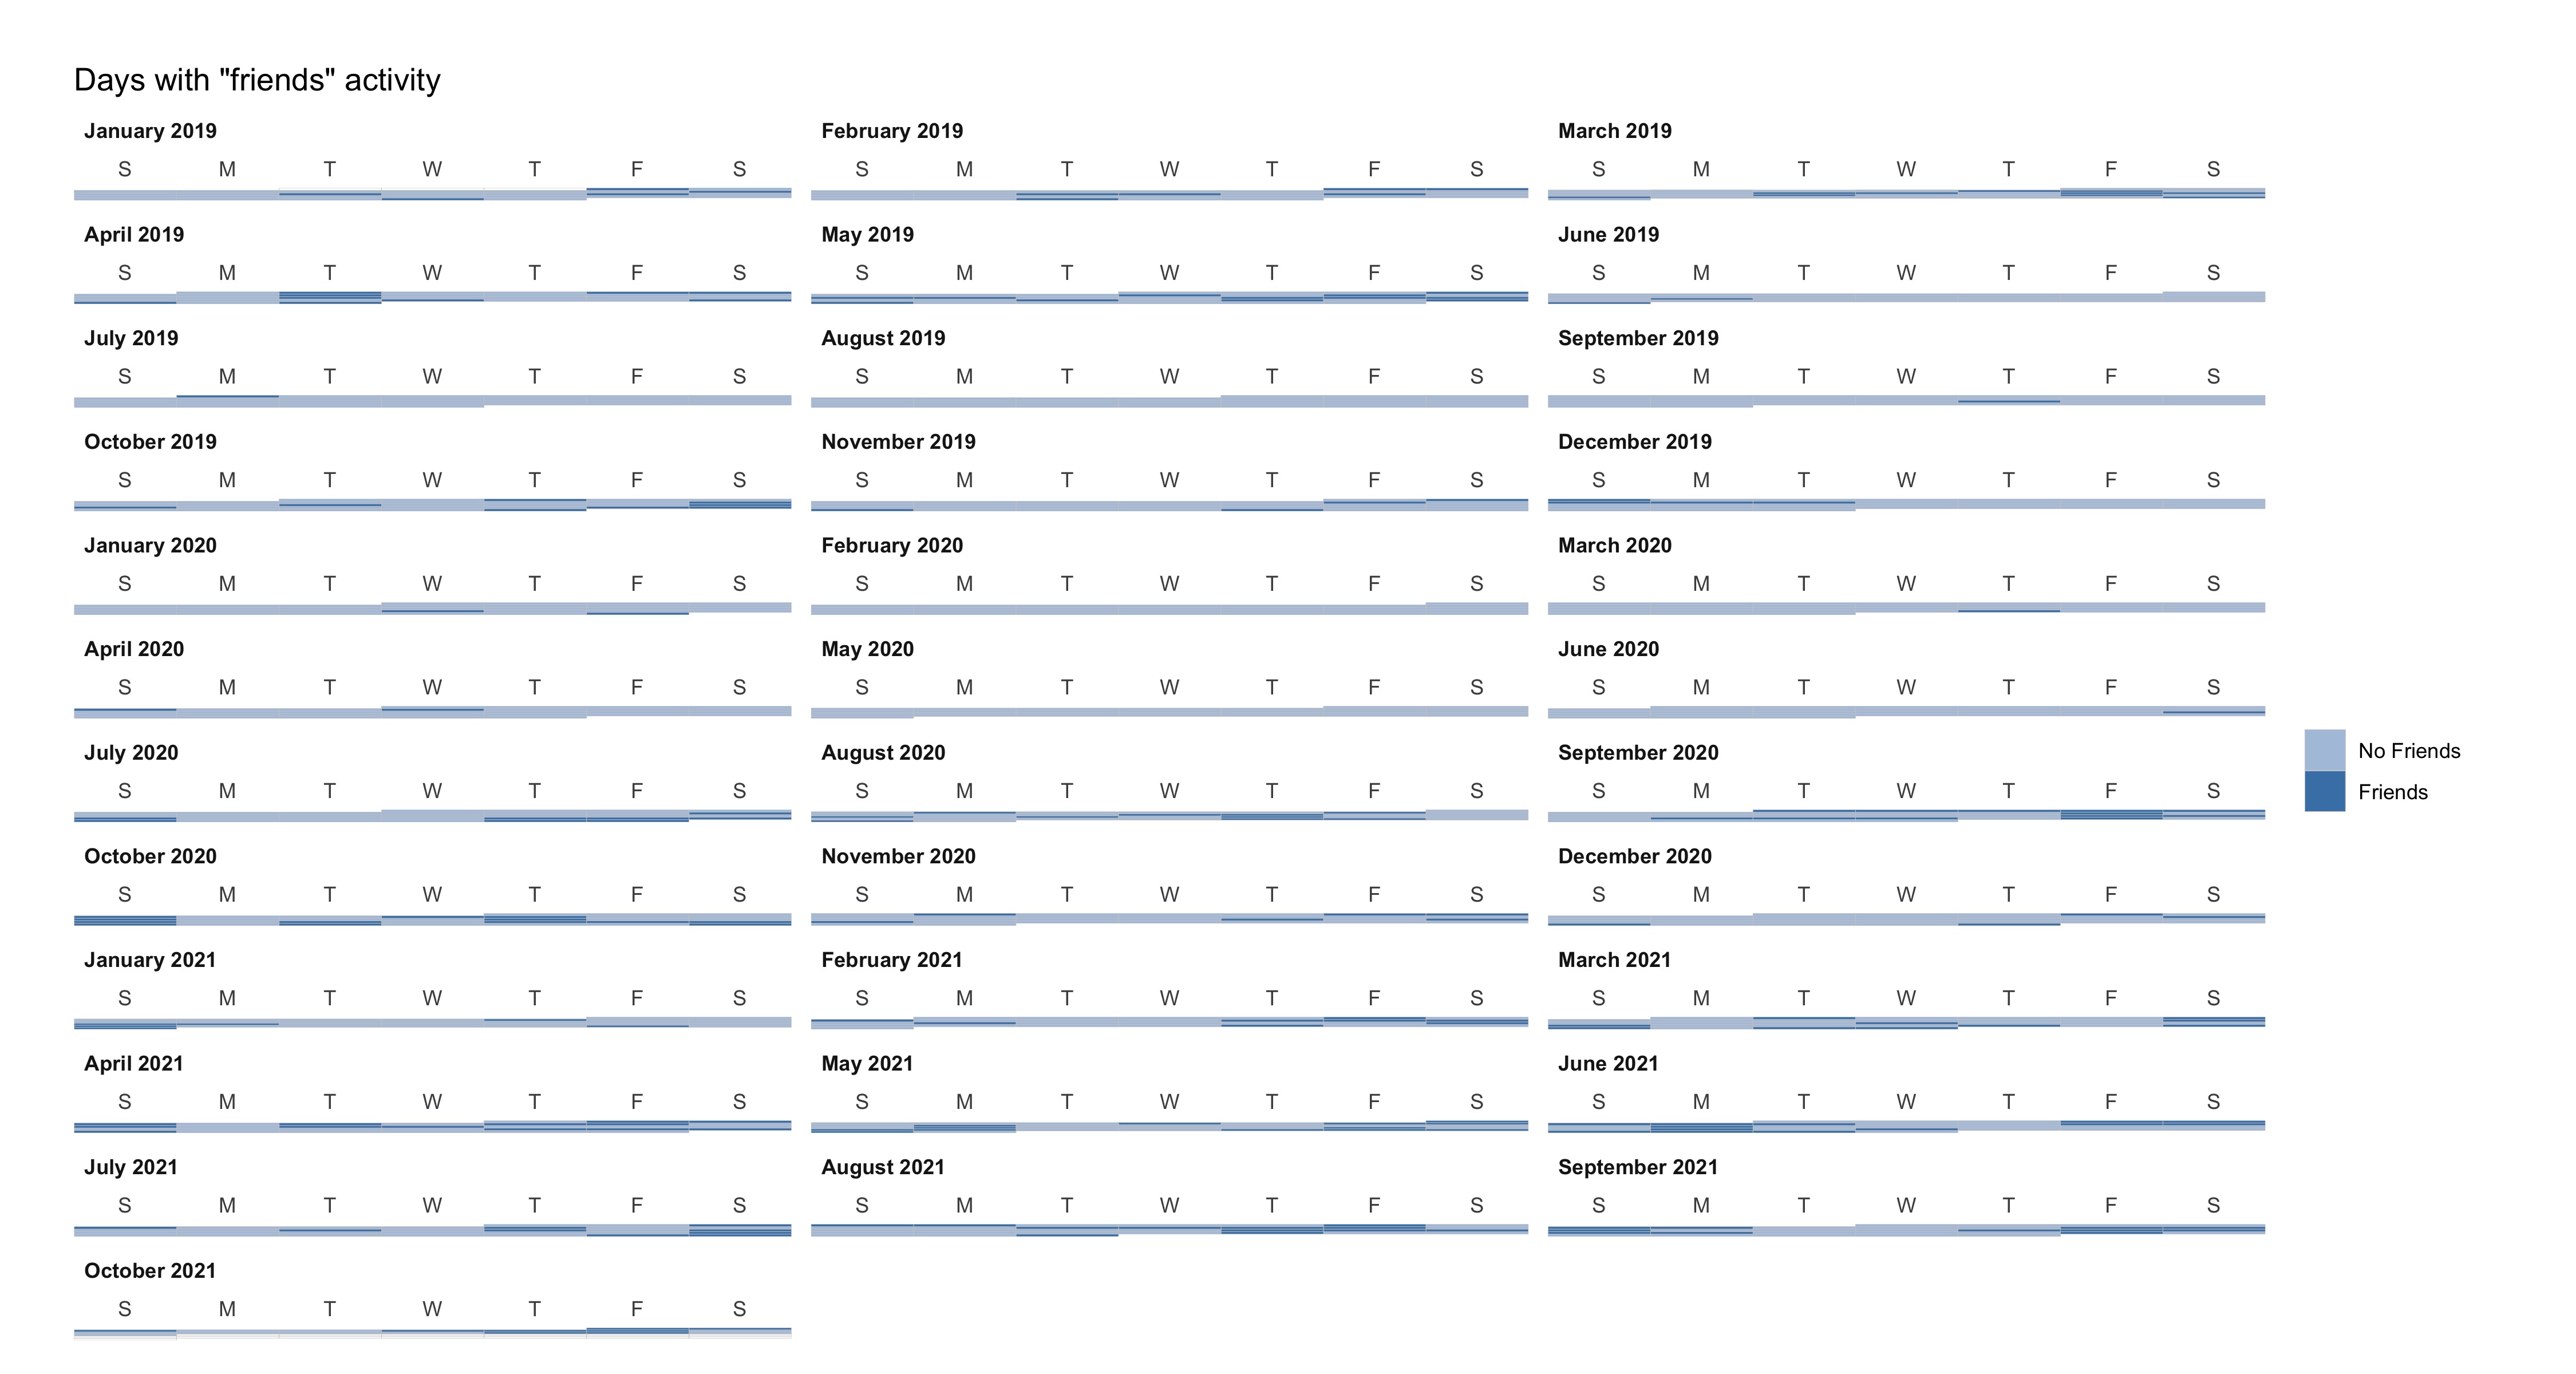 Days with "friends" activity
January 2019 February 2019 March 2019
S M T W T F S S M T W T F S S M T W T F S
April 2019 May 2019 June 2019
S M T W T F S S M T W T F S S M T W T F S
July 2019 August 2019 September 2019
S M T W T F S S M T W T F S S M T W T F S
October 2019 November 2019 December 2019
S M T W T F S S M T W T F S S M T W T F S
January 2020 February 2020 March 2020
S M T W T F S S M T W T F S S M T W T F S
April 2020 May 2020 June 2020
S M T W T F S S M T W T F S S M T W T F S
July 2020 August 2020 September 2020
No Friends
S M T W T F S S M T W T F S S M T W T F S
Friends
October 2020 November 2020 December 2020
S M T W T F S S M T W T F S S M T W T F S
January 2021 February 2021 March 2021
S M T W T F S S M T W T F S S M T W T F S
April 2021 May 2021 June 2021
S M T W T F S S M T W T F S S M T W T F S
July 2021 August 2021 September 2021
S M T W T F S S M T W T F S S M T W T F S
October 2021
S M T W T F S